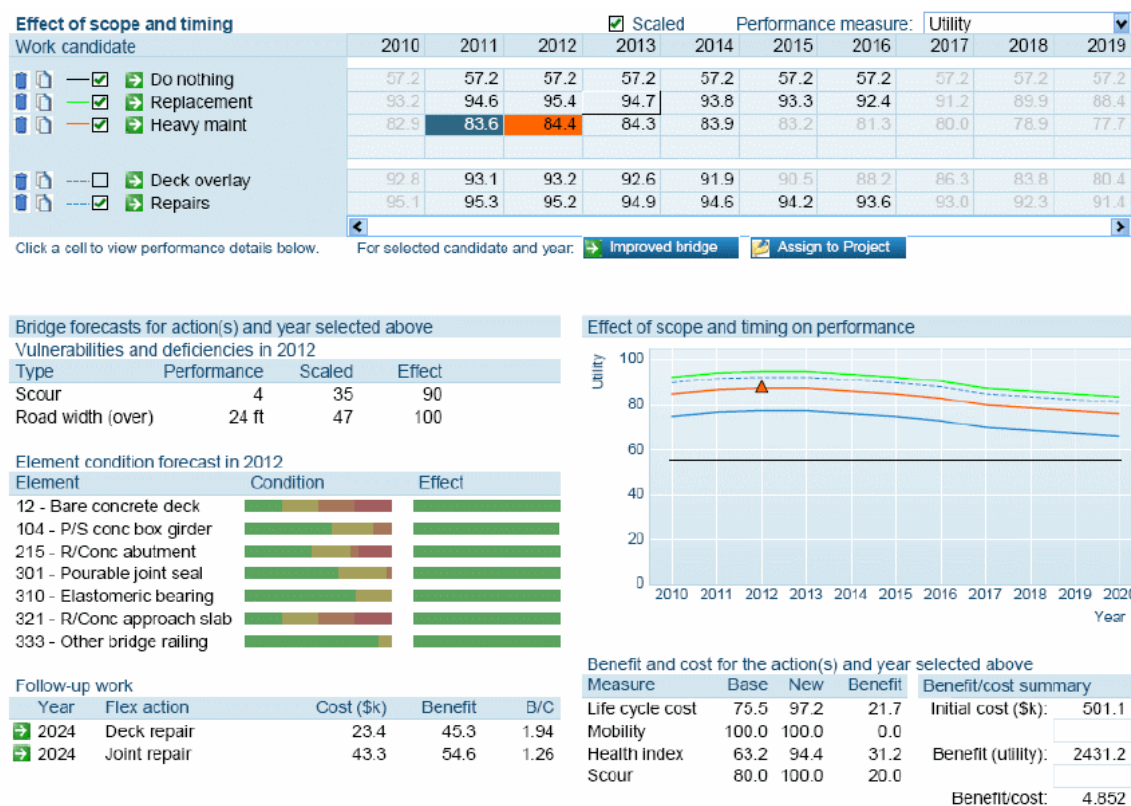 Effect of scope and timing Scaled Performance measure: Utility
Work candidate 2010 2011 2012 2013 2014 2015 2016 2017 2018 2019
Do nothing 57.2 57.2 57.2 57.2 57.2 57.2 57.2 57.2 57.2 57.2
Replacement 93.2 94.6 95.4 94.7 93.8 93.3 92.4 91.2 89.9 88.4
Heavy maint 82.9 83.6 84.4 84.3 83.9 83.2 81.3 80.0 78.9 77.7
Deck overlay 92.8 93.1 93.2 92.6 91.9 90.5 88.2 86.3 83.8 80.4
Repairs 95.1 95.3 95.2 94.9 94.6 94.2 93.6 93.0 92.3 91.4
Click a cell to view performance details below. For selected candidate and year: Improved bridge Assign to Project
Bridge forecasts for action(s) and year selected above
Vulnerabilities and deficiencies in 2012
Type Performance Scaled Effect
Scour 4 35 90
Road width (over) 24 ft 47 100
Element condition forecast in 2012
Element Condition Effect
12 - Bare concrete deck
104 - P/S conc box girder
215 - R/Conc abutment
301 - Pourable joint seal
310 - Elastomeric bearing
321 - R/Conc approach slab
333 - Other bridge railing
Follow-up work
Year Flex action Cost ($k) Benefit B/C
2024 Deck repair 23.4 45.3 1.94
2024 Joint repair 43.3 54.6 1.26
Effect of scope and timing on performance
Utility
100
80
60
40
20
0
2010 2011 2012 2013 2014 2015 2016 2017 2018 2019 2020
Year
Benefit and cost for the action(s) and year selected above
Measure Base New Benefit Benefit/cost summary
Life cycle cost 75.5 97.2 21.7 Initial cost ($k): 501.1
Mobility 100.0 100.0 0.0
Health index 63.2 94.4 31.2 Benefit (utility): 2431.2
Scour 80.0 100.0 20.0
Benefit/cost: 4.852